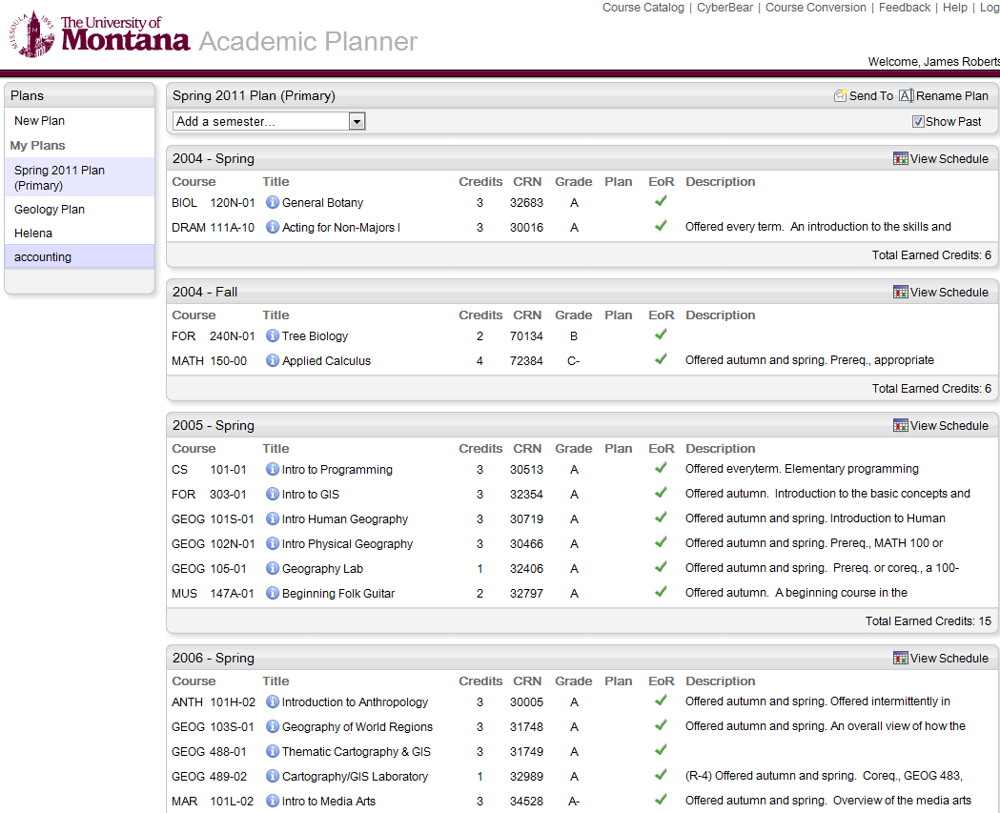 Course Catalog | CyberBear | Course Conversion | Feedback | Help | Log
MISSOULA 1893
The University of
Montana Academic Planner
Welcome, James Roberts
Plans
New Plan
My Plans
Spring 2011 Plan
(Primary)
Geology Plan
Helena
accounting
Spring 2011 Plan (Primary) Send To Rename Plan
Add a semester... Show Past
2004 - Spring View Schedule
Course Title Credits CRN Grade Plan EoR Description
BIOL 120N-01 General Botany 3 32683 A
DRAM 111A-10 Acting for Non-Majors I 3 30016 A Offered every term. An introduction to the skills and
Total Earned Credits: 6
2004 - Fall View Schedule
Course Title Credits CRN Grade Plan EoR Description
FOR 240N-01 Tree Biology 2 70134 B
MATH 150-00 Applied Calculus 4 72384 C- Offered autumn and spring. Prereq., appropriate
Total Earned Credits: 6
2005 - Spring View Schedule
Course Title Credits CRN Grade Plan EoR Description
CS 101-01 Intro to Programming 3 30513 A Offered everyterm. Elementary programming
FOR 303-01 Intro to GIS 3 32354 A Offered autumn. Introduction to the basic concepts and
GEOG 101S-01 Intro Human Geography 3 30719 A Offered autumn and spring. Introduction to Human
GEOG 102N-01 Intro Physical Geography 3 30466 A Offered autumn and spring. Prereq., MATH 100 or
GEOG 105-01 Geography Lab 1 32406 A Offered autumn and spring. Prereq. or coreq., a 100-
MUS 147A-01 Beginning Folk Guitar 2 32797 A Offered autumn. A beginning course in the
Total Earned Credits: 15
2006 - Spring View Schedule
Course Title Credits CRN Grade Plan EoR Description
ANTH 101H-02 Introduction to Anthropology 3 30005 A Offered autumn and spring. Offered intermittently in
GEOG 103S-01 Geography of World Regions 3 31748 A Offered autumn and spring. An overall view of how the
GEOG 488-01 Thematic Cartography & GIS 3 31749 A
GEOG 489-02 Cartography/GIS Laboratory 1 32989 A (R-4) Offered autumn and spring. Coreq., GEOG 483,
MAR 101L-02 Intro to Media Arts 3 34528 A- Offered autumn and spring. Overview of the media arts